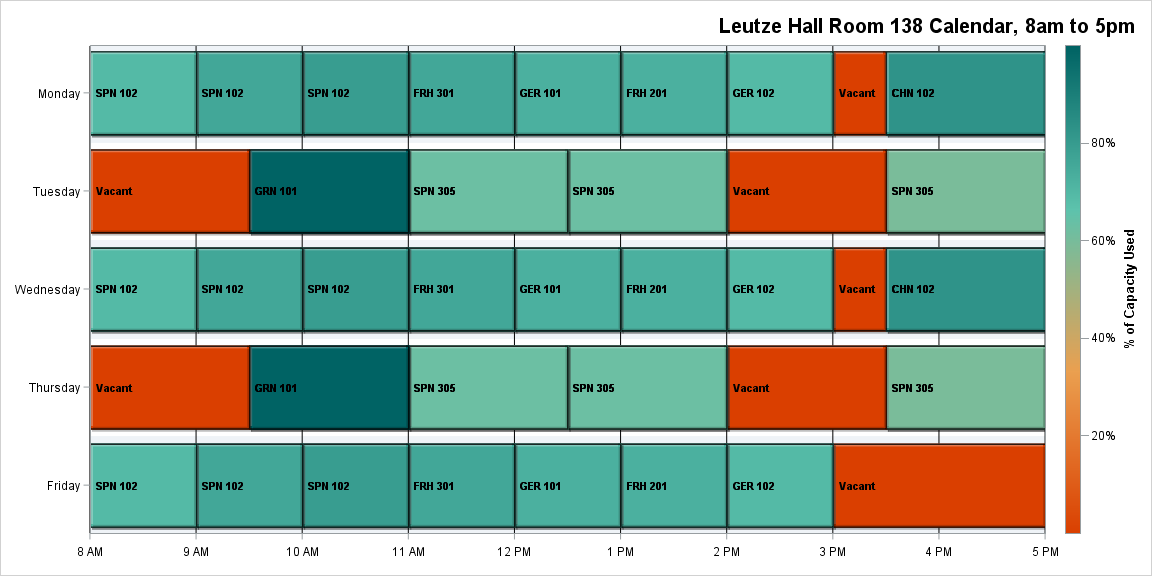 Leutze Hall Room 138 Calendar, 8am to 5pm
Monday
SPN 102
SPN 102
SPN 102
FRH 301
GER 101
FRH 201
GER 102
Vacant
CHN 102
Tuesday
Vacant
GRN 101
SPN 305
SPN 305
Vacant
SPN 305
Wednesday
SPN 102
SPN 102
SPN 102
FRH 301
GER 101
FRH 201
GER 102
Vacant
CHN 102
Thursday
Vacant
GRN 101
SPN 305
SPN 305
Vacant
SPN 305
Friday
SPN 102
SPN 102
SPN 102
FRH 301
GER 101
FRH 201
GER 102
Vacant
8 AM
9 AM
10 AM
11 AM
12 PM
1 PM
2 PM
3 PM
4 PM
5 PM
80%
60%
40%
20%
% of Capacity Used